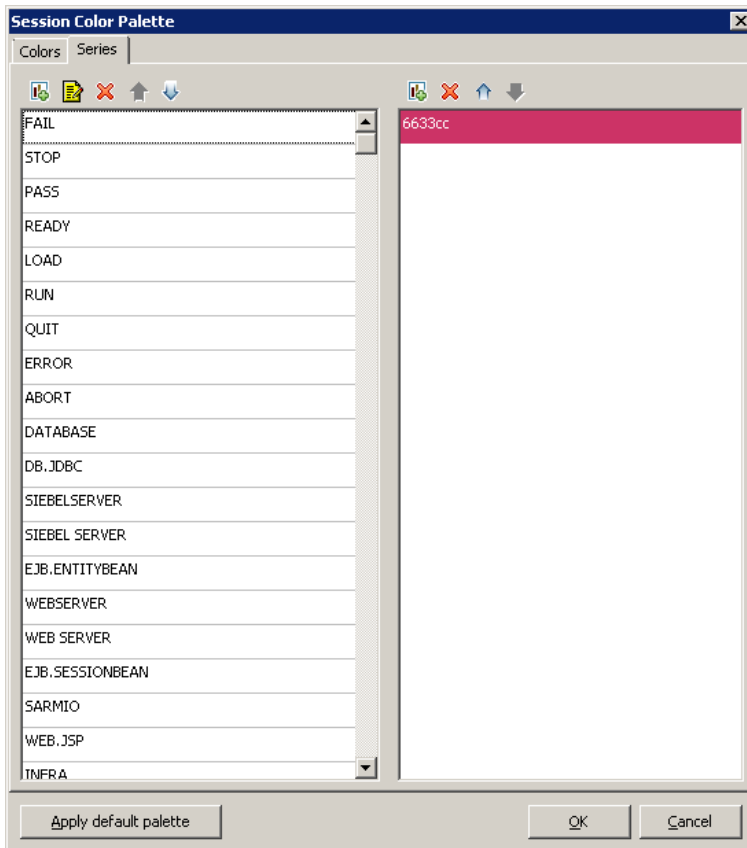 Session Color Palette
Colors Series
FAIL
6633cc
STOP
PASS
READY
LOAD
RUN
QUIT
ERROR
ABORT
DATABASE
DB.JDBC
SIEBELSERVER
SIEBEL SERVER
EJB.ENTITYBEAN
WEBSERVER
WEB SERVER
EJB.SESSIONBEAN
SARMIO
WEB.JSP
INFRA
Apply default palette OK Cancel